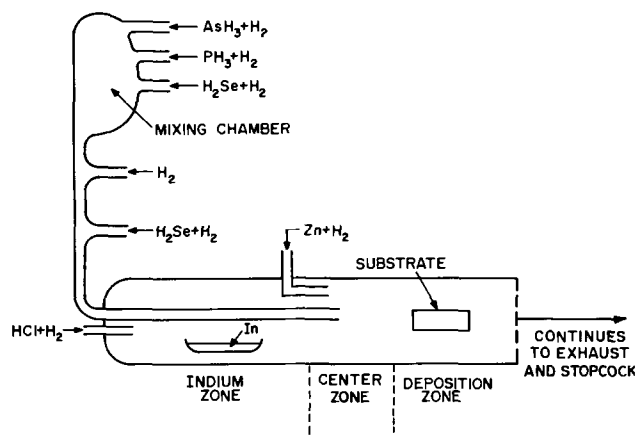 AsH3+H2
PH3+H2
H2Se+H2
MIXING CHAMBER
H2
H2Se+H2
Zn+H2
SUBSTRATE
HCl+H2
In
CONTINUES
TO EXHAUST
AND STOPCOCK
INDIUM
ZONE
CENTER
ZONE
DEPOSITION
ZONE